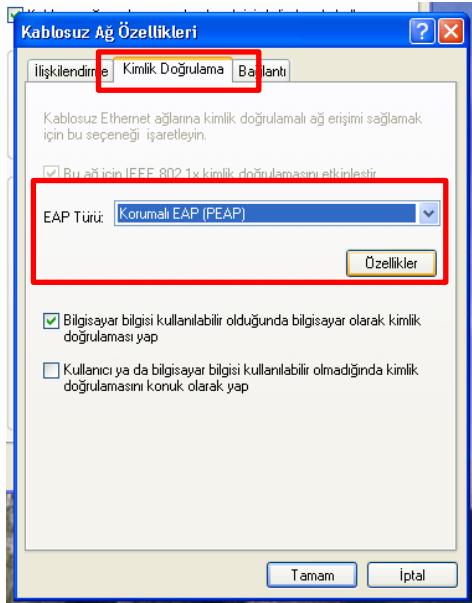 Kablosuz Ağ Özellikleri
İlişkilendirme Kimlik Doğrulama Bağlantı
Kablosuz Ethernet ağlarına kimlik doğrulamalı ağ erişimi sağlamak
için bu seçeneği işaretleyin.
Bu ağ için IEEE 802.1x kimlik doğrulamasını etkinleştir
EAP Türü: Korumalı EAP (PEAP)
Özellikler
Bilgisayar bilgisi kullanılabilir olduğunda bilgisayar olarak kimlik
doğrulaması yap
Kullanıcı ya da bilgisayar bilgisi kullanılabilir olmadığında kimlik
doğrulamasını konuk olarak yap
Tamam İptal